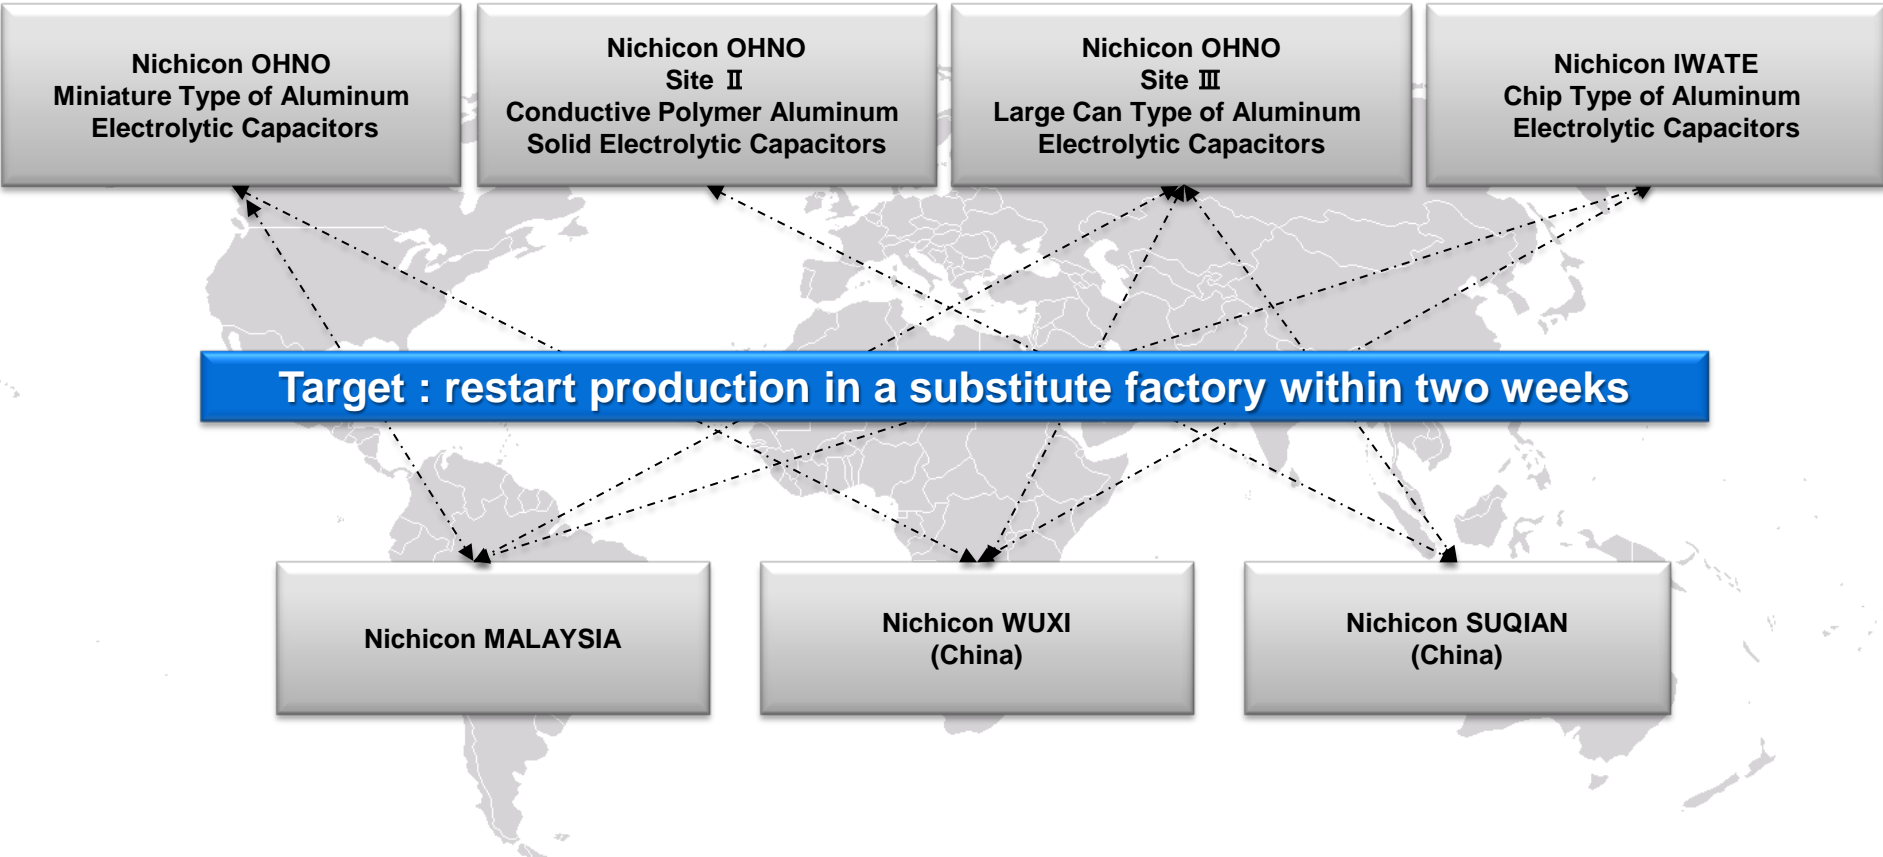 Nichicon OHNO
Miniature Type of Aluminum
Electrolytic Capacitors
Nichicon OHNO
Site Ⅱ
Conductive Polymer Aluminum
Solid Electrolytic Capacitors
Nichicon OHNO
Site Ⅲ
Large Can Type of Aluminum
Electrolytic Capacitors
Nichicon IWATE
Chip Type of Aluminum
Electrolytic Capacitors
Target : restart production in a substitute factory within two weeks
Nichicon MALAYSIA
Nichicon WUXI
(China)
Nichicon SUQIAN
(China)